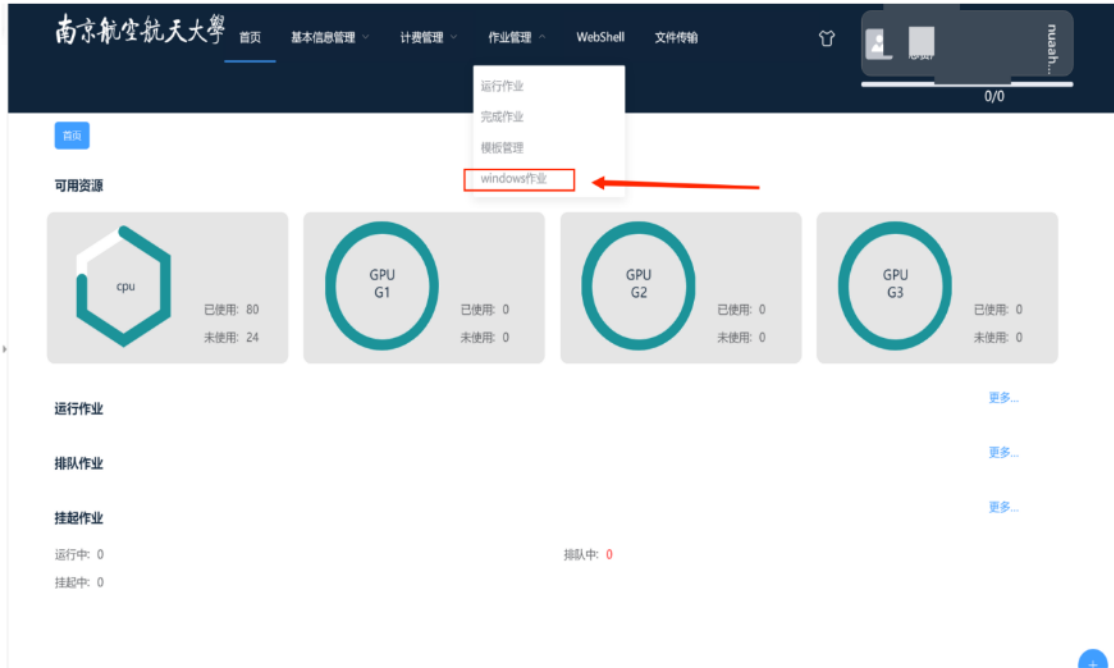 南京航空航天大學 首页 基本信息管理 计费管理 作业管理 WebShell 文件传输
nuaah...
0/0
运行作业
完成作业
模板管理
windows作业
首页
可用资源
cpu
已使用: 80
未使用: 24
GPU
G1
已使用: 0
未使用: 0
GPU
G2
已使用: 0
未使用: 0
GPU
G3
已使用: 0
未使用: 0
运行作业 更多...
排队作业 更多...
挂起作业 更多...
运行中: 0 排队中: 0
挂起中: 0